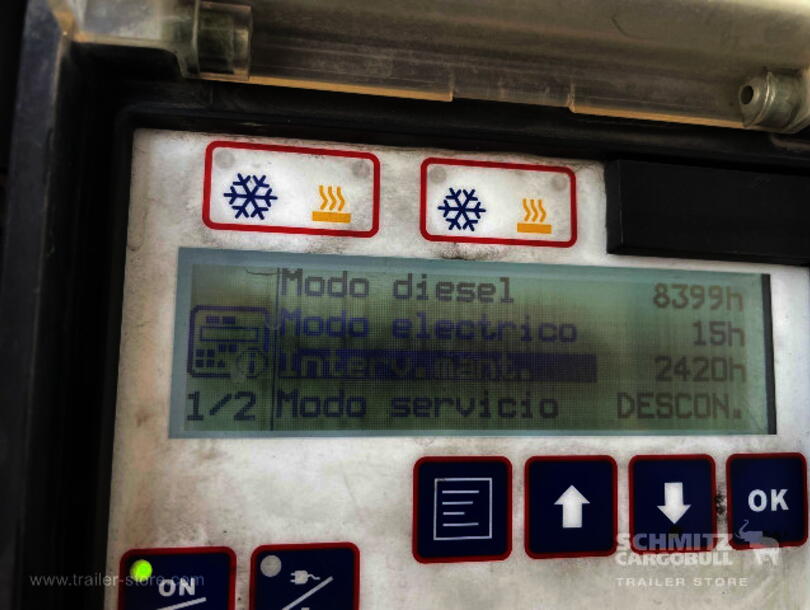 Modo diesel 8399h
Modo electrico 15h
Interv.mant. 2420h
1/2 Modo servicio DESCON.
OK
ON
SCHMITZ
CARGOBULL
TRAILER STORE
www.trailer-store.com